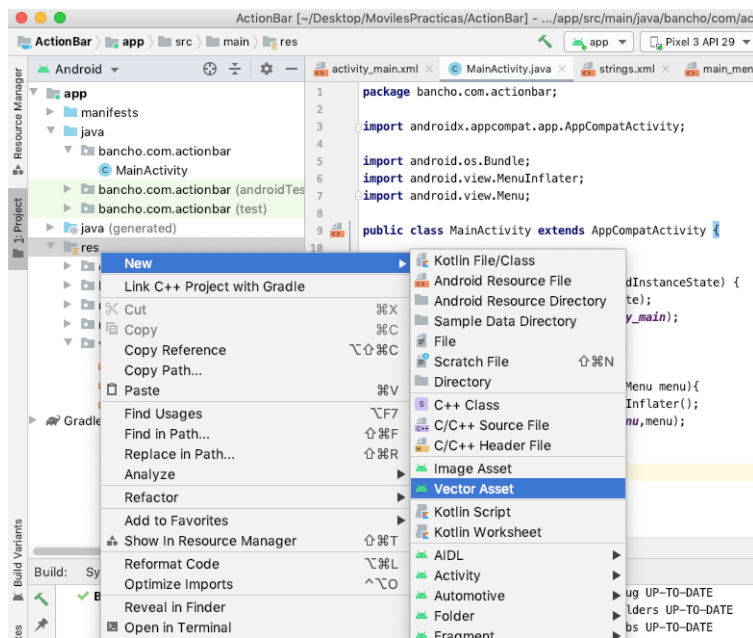 ActionBar [~/Desktop/MovilesPracticas/ActionBar] - .../app/src/main/java/bancho/com/ac
ActionBar app src main res app Pixel 3 API 29
Android
activity_main.xml MainActivity.java strings.xml main_men
Resource Manager
1: Project
Build Variants
app
manifests
java
bancho.com.actionbar
MainActivity
bancho.com.actionbar (androidTes
bancho.com.actionbar (test)
java (generated)
res
Gradle
1 package bancho.com.actionbar;
2
3 import androidx.appcompat.app.AppCompatActivity;
4
5 import android.os.Bundle;
6 import android.view.MenuInflater;
7 import android.view.Menu;
8
9 public class MainActivity extends AppCompatActivity {
10
dInstanceState) {
te);
y_main);
Menu menu){
Inflater();
nu,menu);
New
Link C++ Project with Gradle
Cut ⌘X
Copy ⌘C
Copy Reference ⌥⇧⌘C
Copy Path...
Paste ⌘V
Find Usages ⌥F7
Find in Path... ⇧⌘F
Replace in Path... ⇧⌘R
Analyze
Refactor
Add to Favorites
Show In Resource Manager ⇧⌘T
Reformat Code ⌥⌘L
Optimize Imports ^⌥O
Reveal in Finder
Open in Terminal
Kotlin File/Class
Android Resource File
Android Resource Directory
Sample Data Directory
File
Scratch File ⇧⌘N
Directory
C++ Class
C/C++ Source File
C/C++ Header File
Image Asset
Vector Asset
Kotlin Script
Kotlin Worksheet
AIDL
Activity
Automotive
Folder
Fragment
Build: Sy
ug UP-TO-DATE
lders UP-TO-DATE
bs UP-TO-DATE